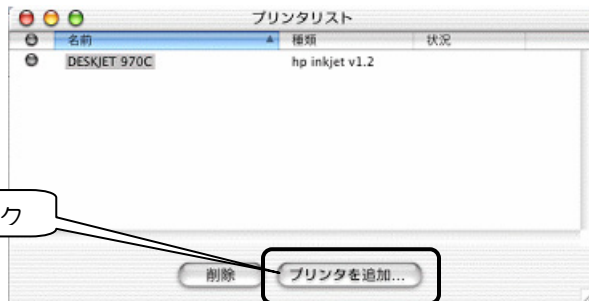 プリンタリスト
名前 種類 状況
DESKJET 970C hp inkjet v1.2
ク
削除 プリンタを追加...